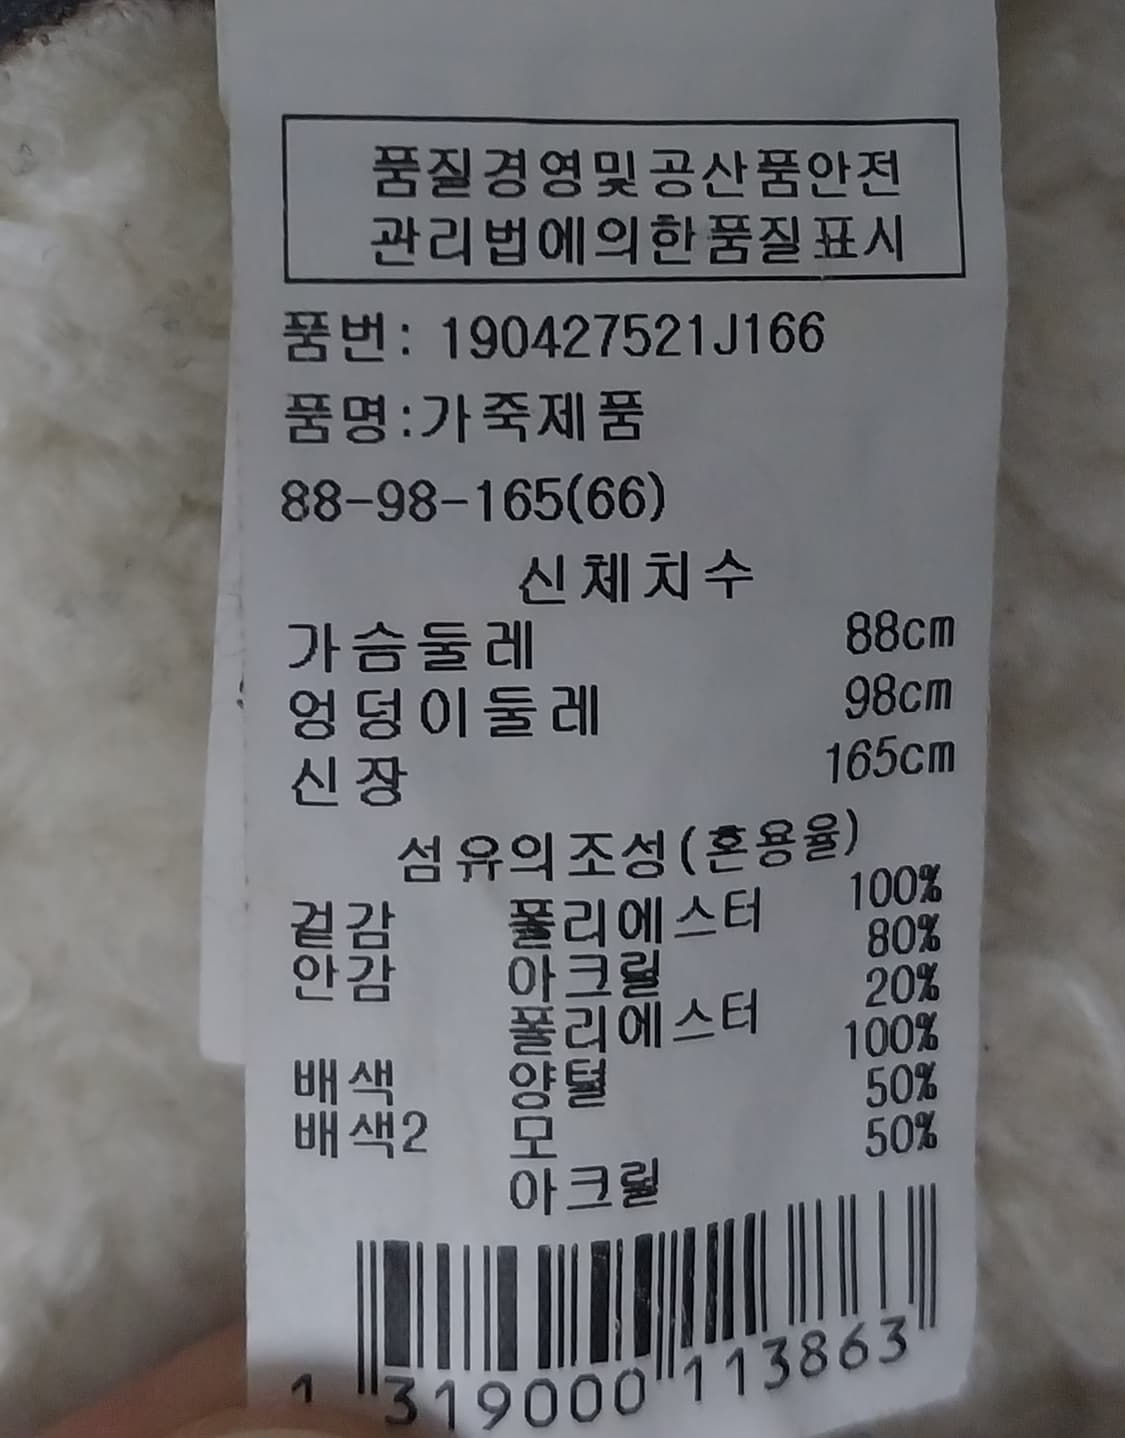 품질경영및공산품안전
관리법에의한품질표시
품번: 190427521J166
품명:가죽제품
88-98-165(66)
신체치수
가슴둘레 88cm
엉덩이둘레 98cm
신장 165cm
섬유의조성(혼용율)
겉감 폴리에스터 100%
안감 아크릴 80%
폴리에스터 20%
배색 양털 100%
배색2 모 50%
아크릴 50%
1 319000 113863